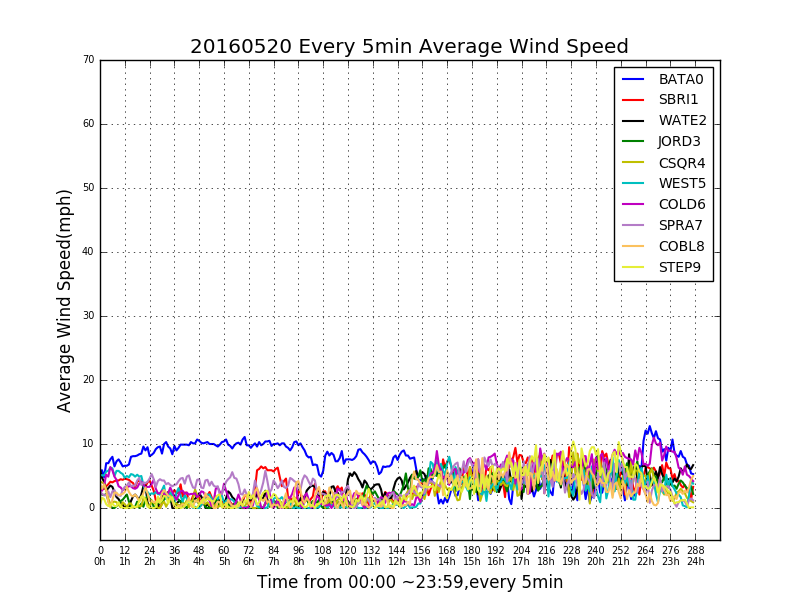 20160520 Every 5min Average Wind Speed
70
60
50
40
30
20
10
0
Average Wind Speed(mph)
BATA0
SBRI1
WATE2
JORD3
CSQR4
WEST5
COLD6
SPRA7
COBL8
STEP9
0 12 24 36 48 60 72 84 96 108 120 132 144 156 168 180 192 204 216 228 240 252 264 276 288
0h 1h 2h 3h 4h 5h 6h 7h 8h 9h 10h 11h 12h 13h 14h 15h 16h 17h 18h 19h 20h 21h 22h 23h 24h
Time from 00:00 ~23:59,every 5min